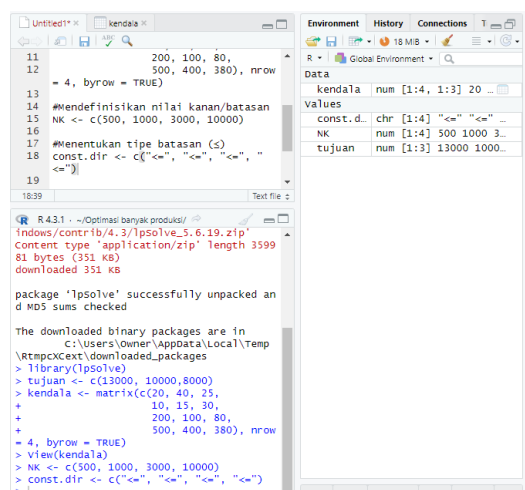 Untitled1* × kendala ×
11 200, 100, 80,
12 500, 400, 380), nrow
= 4, byrow = TRUE)
13
14 #Mendefinisikan nilai kanan/batasan
15 NK <- c(500, 1000, 3000, 10000)
16
17 #Menentukan tipe batasan (≤)
18 const.dir <- c("<=", "<=", "<=", "
<=")
19
18:39 Text file
R 4.3.1 · ~/Optimasi banyak produksi/
indows/contrib/4.3/lpSolve_5.6.19.zip'
Content type 'application/zip' length 3599
81 bytes (351 KB)
downloaded 351 KB
package 'lpSolve' successfully unpacked an
d MD5 sums checked
The downloaded binary packages are in
C:\Users\Owner\AppData\Local\Temp
\RtmpcXCext\downloaded_packages
> library(lpSolve)
> tujuan <- c(13000, 10000,8000)
> kendala <- matrix(c(20, 40, 25,
+ 10, 15, 30,
+ 200, 100, 80,
+ 500, 400, 380), nrow
= 4, byrow = TRUE)
> View(kendala)
> NK <- c(500, 1000, 3000, 10000)
> const.dir <- c("<=", "<=", "<=", "<=")
>
Environment History Connections
18 MiB
R Global Environment
Data
kendala num [1:4, 1:3] 20 …
Values
const.d… chr [1:4] "<=" "<=" …
NK num [1:4] 500 1000 3…
tujuan num [1:3] 13000 1000…